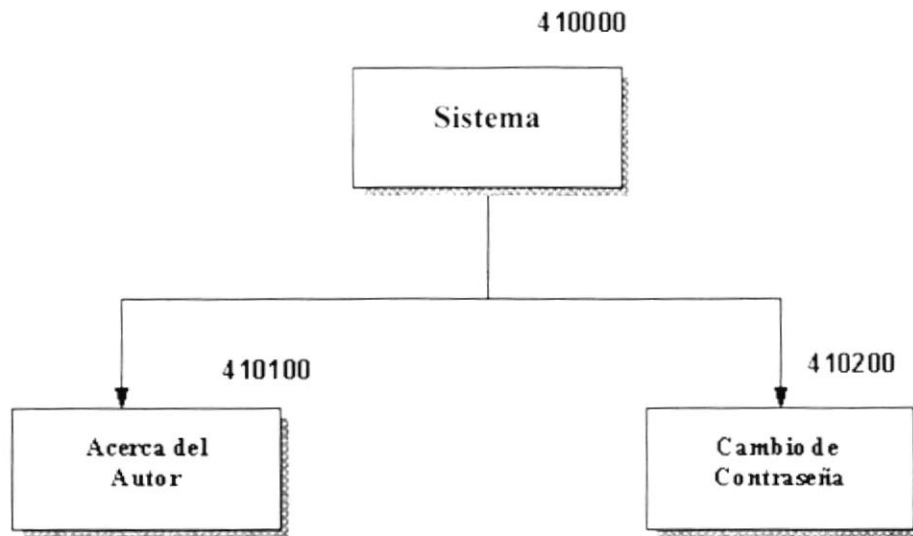 410000
Sistema
410100
410200
Acerca del
Autor
Cambio de
Contraseña